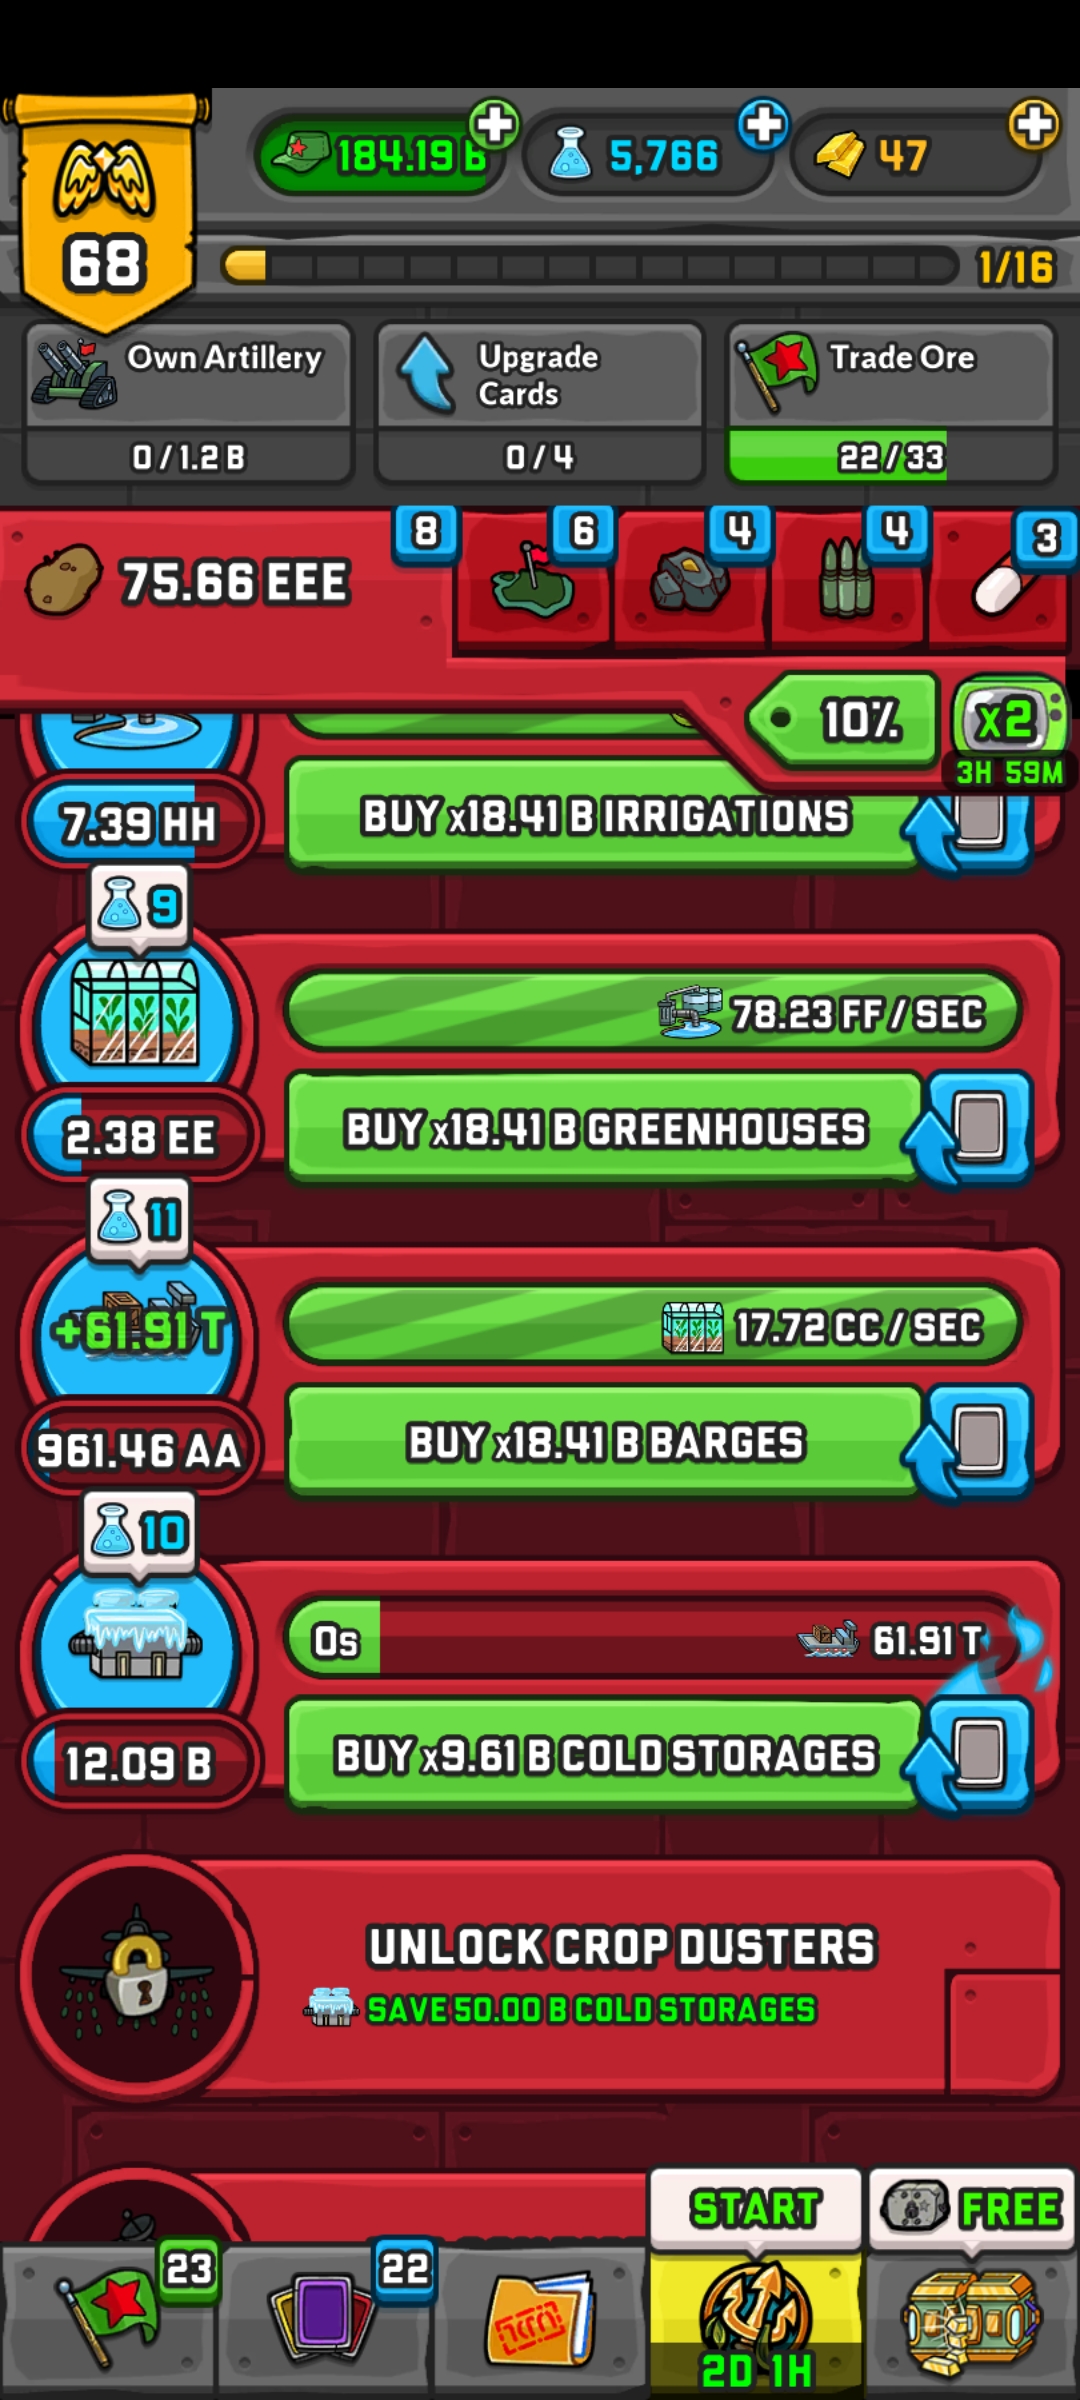 184.19 B
5,766
47
68
1/16
Own Artillery
0 / 1.2 B
Upgrade
Cards
0 / 4
Trade Ore
22 / 33
75.66 EEE
8
6
4
4
3
10%
x2
3H 59M
7.39 HH
BUY x18.41 B IRRIGATIONS
9
78.23 FF / SEC
2.38 EE
BUY x18.41 B GREENHOUSES
11
+61.91 T
17.72 CC / SEC
961.46 AA
BUY x18.41 B BARGES
10
0s
61.91 T
12.09 B
BUY x9.61 B COLD STORAGES
UNLOCK CROP DUSTERS
SAVE 50.00 B COLD STORAGES
START
FREE
23
22
2D 1H